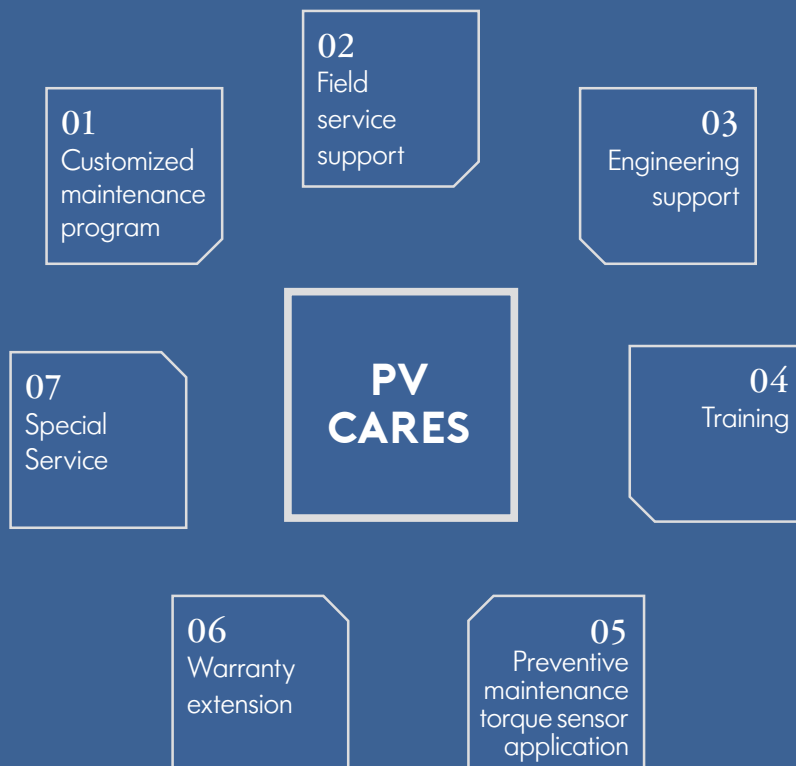 01
Customized
maintenance
program
02
Field
service
support
03
Engineering
support
PV
CARES
04
Training
05
Preventive
maintenance
torque sensor
application
06
Warranty
extension
07
Special
Service